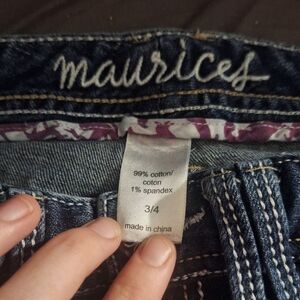 maurices
99% cotton/
coton
1% spandex
3/4
made in china